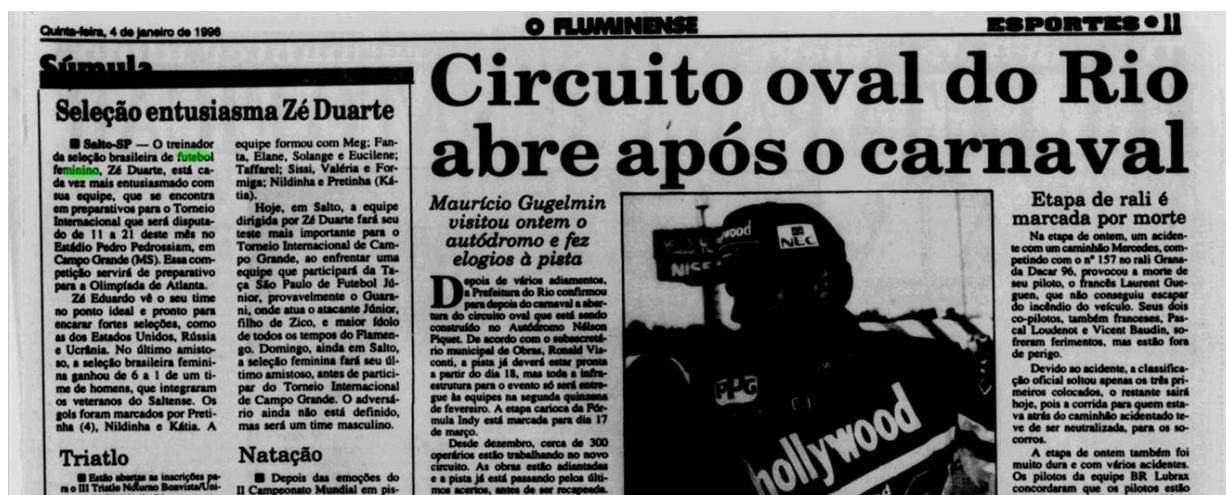 Quinta-feira, 4 de janeiro de 1996
O FLUMINENSE
ESPORTES • 11
Súmula
Seleção entusiasma Zé Duarte
■ Salto-SP — O treinador
da seleção brasileira de futebol
feminino, Zé Duarte, está ca-
da vez mais entusiasmado com
sua equipe, que se encontra
em preparativos para o Torneio
Internacional que será disputa-
do de 11 a 21 deste mês no
Estádio Pedro Pedrossiam, em
Campo Grande (MS). Essa com-
petição servirá de preparativo
para a Olimpíada de Atlanta.
Zé Eduardo vê o seu time
no ponto ideal e pronto para
encarar fortes seleções, como
as dos Estados Unidos, Rússia
e Ucrânia. No último amisto-
so, a seleção brasileira femini-
na ganhou de 6 a 1 de um ti-
me de homens, que integraram
os veteranos do Saltense. Os
gols foram marcados por Preti-
nha (4), Nildinha e Kátia. A
equipe formou com Meg; Fan-
ta, Elane, Solange e Eucilene;
Taffarel; Sissi, Valéria e For-
miga; Nildinha e Pretinha (Ká-
tia).
Hoje, em Salto, a equipe
dirigida por Zé Duarte fará seu
teste mais importante para o
Torneio Internacional de Cam-
po Grande, ao enfrentar uma
equipe que participará da Ta-
ça São Paulo de Futebol Jú-
nior, provavelmente o Guara-
ni, onde atua o atacante Júnior,
filho de Zico, e maior ídolo
de todos os tempos do Flamen-
go. Domingo, ainda em Salto,
a seleção feminina fará seu úl-
timo amistoso, antes de partici-
par do Torneio Internacional
de Campo Grande. O adversá-
rio ainda não está definido,
mas será um time masculino.
Triatlo
■ Estão abertas as inscrições pa-
ra o III Triatlo Noturno Boavista/Uni-
Natação
■ Depois das emoções do
II Campeonato Mundial em pis-
Circuito oval do Rio
abre após o carnaval
Maurício Gugelmin
visitou ontem o
autódromo e fez
elogios à pista
Depois de vários adiamentos,
a Prefeitura do Rio confirmou
para depois do carnaval a aber-
tura do circuito oval que está sendo
construído no Autódromo Nélson
Piquet. De acordo com o subsecretá-
rio municipal de Obras, Ronald Vis-
conti, a pista já deverá estar pronta
a partir do dia 18, mas toda a infra-
estrutura para o evento só será entre-
gue às equipes na segunda quinzena
de fevereiro. A etapa carioca da Fór-
mula Indy está marcada para dia 17
de março.
Desde dezembro, cerca de 300
operários estão trabalhando no novo
circuito. As obras estão adiantadas
e a pista já está passando pelos últi-
mos acertos, antes de ser recapeada.
hollywood
NEC
NISS
PPG
hollywood
Etapa de rali é
marcada por morte
Na etapa de ontem, um aciden-
te com um caminhão Mercedes, com-
petindo com o nº 157 no rali Grana-
da Dacar 96, provocou a morte de
seu piloto, o francês Laurent Gue-
guen, que não conseguiu escapar
do incêndio do veículo. Seus dois
co-pilotos, também franceses, Pas-
cal Loudenot e Vicent Baudin, so-
freram ferimentos, mas estão fora
de perigo.
Devido ao acidente, a classifica-
ção oficial soltou apenas os três pri-
meiros colocados, o restante sairá
hoje, pois a corrida para quem esta-
va atrás do caminhão acidentado te-
ve de ser neutralizada, para os so-
corros.
A etapa de ontem também foi
muito dura e com vários acidentes.
Os pilotos da equipe BR Lubrax
concordaram que os pilotos estão